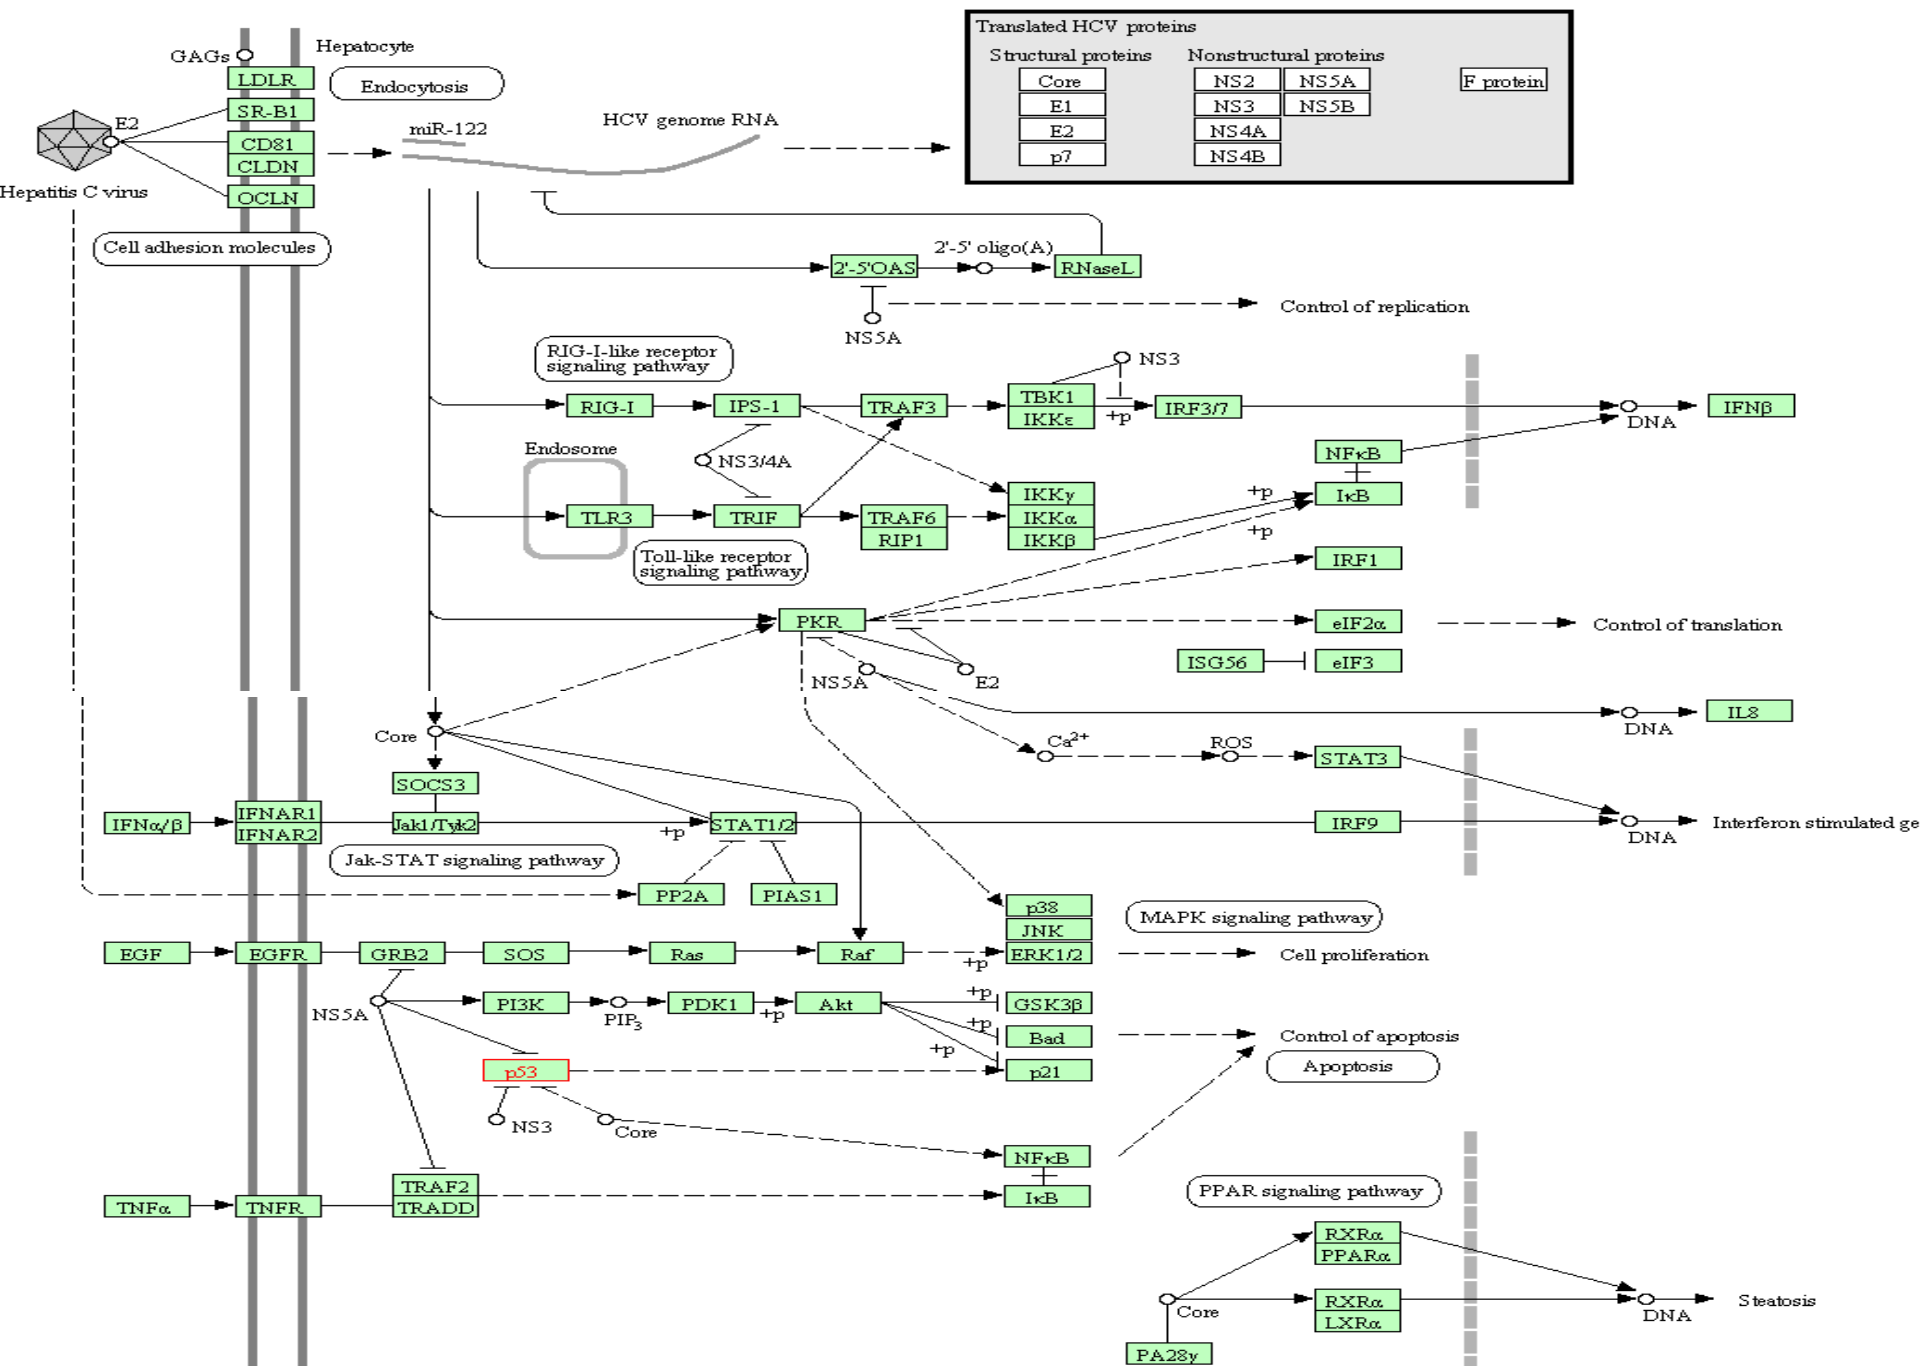 Translated HCV proteins
Structural proteins
Nonstructural proteins
Core
NS2
NS5A
F protein
E1
NS3
NS5B
E2
NS4A
p7
NS4B
GAGs
Hepatocyte
LDLR
Endocytosis
SR-B1
E2
CD81
CLDN
OCLN
Hepatitis C virus
miR-122
HCV genome RNA
Cell adhesion molecules
2'-5'OAS
2'-5' oligo(A)
RNaseL
NS5A
Control of replication
RIG-I-like receptor
signaling pathway
NS3
RIG-I
IPS-1
TRAF3
TBK1
IKKε
+p
IRF3/7
DNA
IFNβ
Endosome
NS3/4A
NFκB
IκB
+p
+p
TLR3
TRIF
TRAF6
RIP1
IKKγ
IKKα
IKKβ
Toll-like receptor
signaling pathway
IRF1
PKR
eIF2α
Control of translation
ISG56
eIF3
NS5A
E2
DNA
IL8
Core
Ca2+
ROS
STAT3
SOCS3
IFNα/β
IFNAR1
IFNAR2
Jak1/Tyk2
+p
STAT1/2
IRF9
DNA
Interferon stimulated ge
Jak-STAT signaling pathway
PP2A
PIAS1
p38
JNK
ERK1/2
MAPK signaling pathway
EGF
EGFR
GRB2
SOS
Ras
Raf
+p
Cell proliferation
NS5A
PI3K
PIP3
PDK1
+p
Akt
+p
GSK3β
+p
Bad
Control of apoptosis
+p
p53
p21
Apoptosis
NS3
Core
NFκB
IκB
TNFα
TNFR
TRAF2
TRADD
PPAR signaling pathway
RXRα
PPARα
Core
RXRα
LXRα
DNA
Steatosis
PA28γ